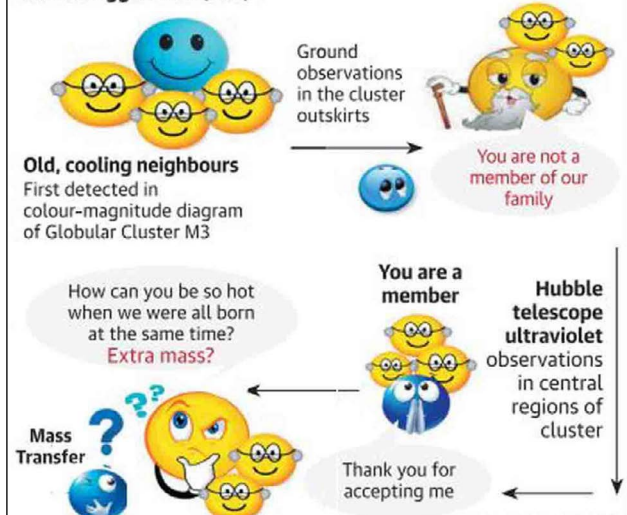 Ground
observations
in the cluster
outskirts
Old, cooling neighbours
First detected in
colour-magnitude diagram
of Globular Cluster M3
You are not a
member of our
family
You are a
member
Hubble
telescope
ultraviolet
observations
in central
regions of
cluster
How can you be so hot
when we were all born
at the same time?
Extra mass?
???
Mass
Transfer
Thank you for
accepting me